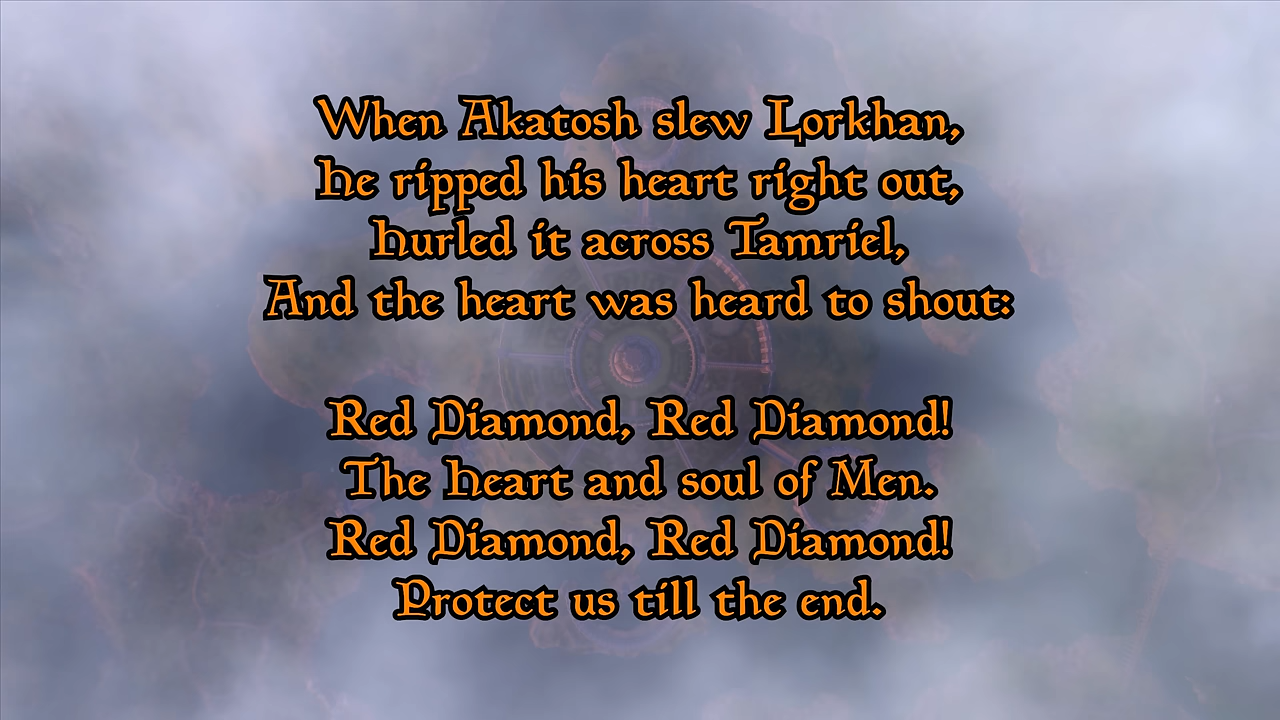 When Akatosh slew Lorkhan,
he ripped his heart right out,
hurled it across Tamriel,
And the heart was heard to shout:
Red Diamond, Red Diamond!
The heart and soul of Men.
Red Diamond, Red Diamond!
Protect us till the end.